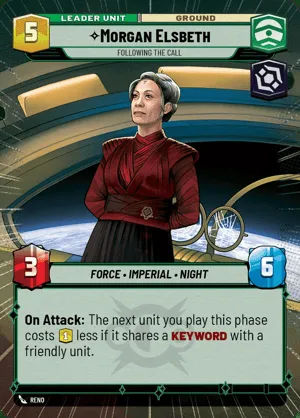 5
LEADER UNIT
GROUND
✧MORGAN ELSBETH
FOLLOWING THE CALL
3
FORCE • IMPERIAL • NIGHT
6
On Attack: The next unit you play this phase
costs 1 less if it shares a KEYWORD with a
friendly unit.
RENO